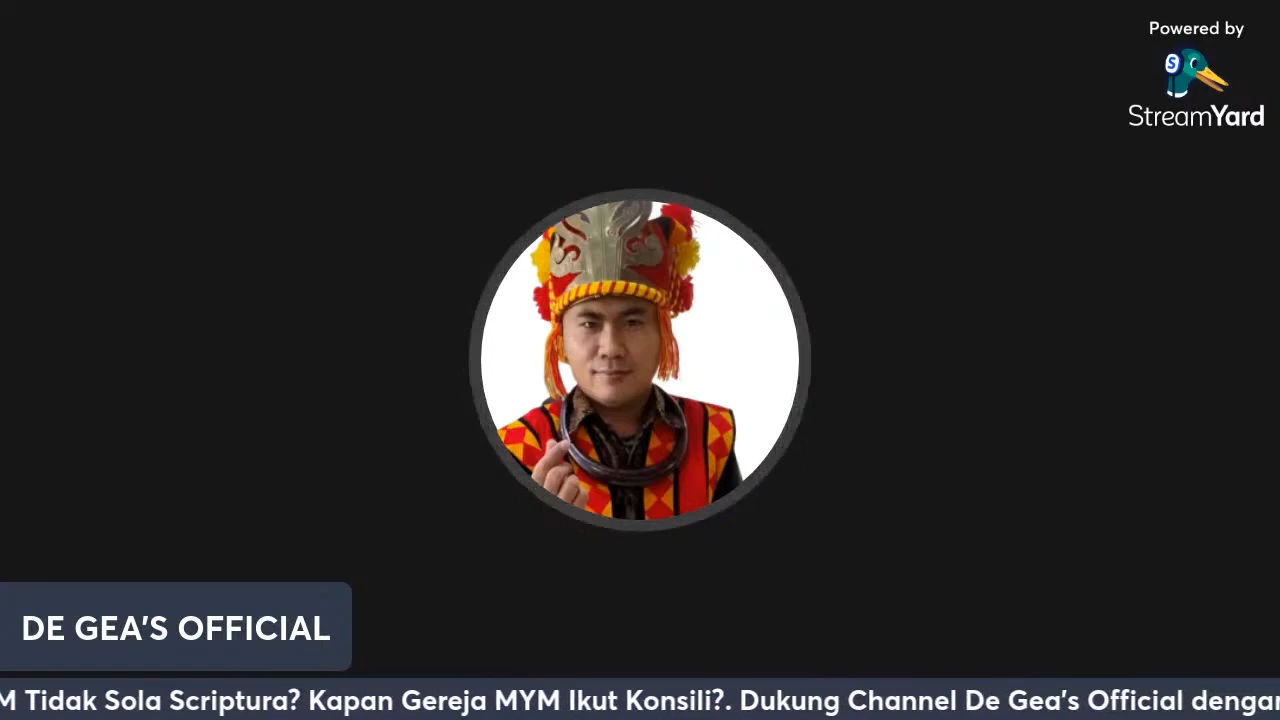 Powered by
StreamYard
DE GEA'S OFFICIAL
Tidak Sola Scriptura? Kapan Gereja MYM Ikut Konsili?. Dukung Channel De Gea's Official